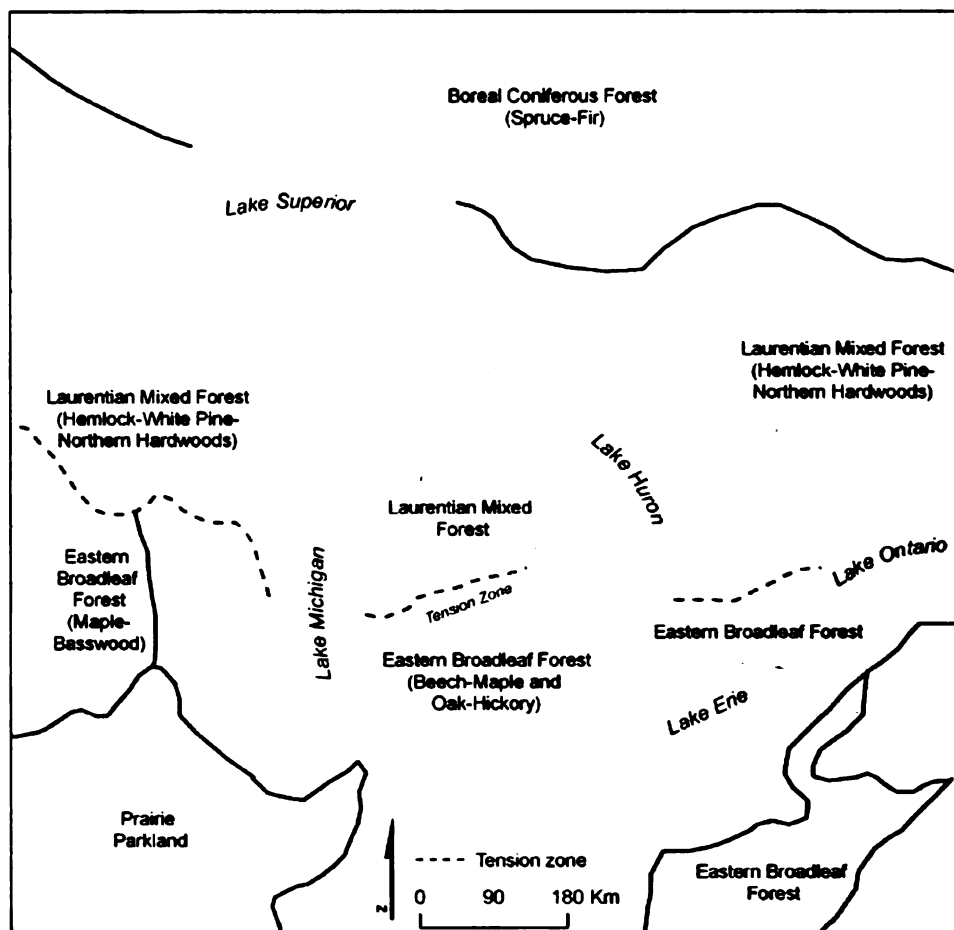 Boreal Coniferous Forest
(Spruce-Fir)
Lake Superior
Laurentian Mixed Forest
(Hemlock-White Pine-
Northern Hardwoods)
Laurentian Mixed Forest
(Hemlock-White Pine-
Northern Hardwoods)
Lake Huron
Laurentian Mixed
Forest
Eastern
Broadleaf
Forest
(Maple-
Basswood)
Lake Michigan
Tension Zone
Lake Ontario
Eastern Broadleaf Forest
Eastern Broadleaf Forest
(Beech-Maple and
Oak-Hickory)
Lake Erie
Prairie
Parkland
Tension zone
N
0 90 180 Km
Eastern Broadleaf
Forest